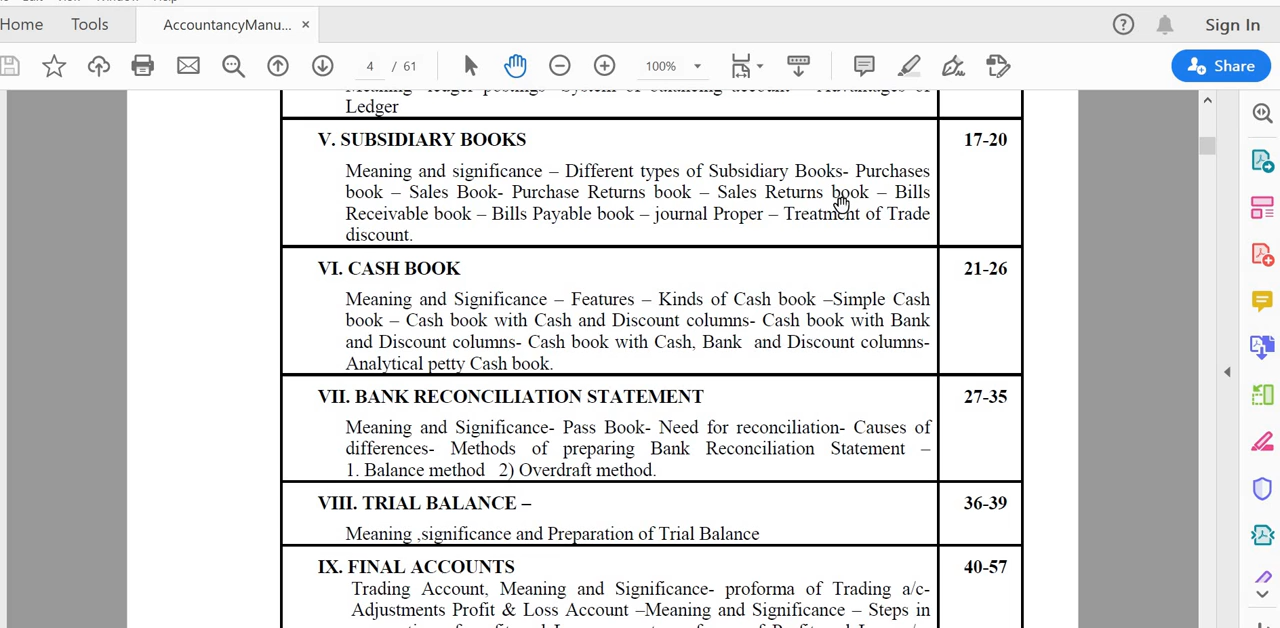 Home Tools AccountancyManu... × Sign In
4 / 61 100% Share
Ledger
V. SUBSIDIARY BOOKS 17-20
Meaning and significance – Different types of Subsidiary Books- Purchases
book – Sales Book- Purchase Returns book – Sales Returns book – Bills
Receivable book – Bills Payable book – journal Proper – Treatment of Trade
discount.
VI. CASH BOOK 21-26
Meaning and Significance – Features – Kinds of Cash book –Simple Cash
book – Cash book with Cash and Discount columns- Cash book with Bank
and Discount columns- Cash book with Cash, Bank and Discount columns-
Analytical petty Cash book.
VII. BANK RECONCILIATION STATEMENT 27-35
Meaning and Significance- Pass Book- Need for reconciliation- Causes of
differences- Methods of preparing Bank Reconciliation Statement –
1. Balance method 2) Overdraft method.
VIII. TRIAL BALANCE – 36-39
Meaning ,significance and Preparation of Trial Balance
IX. FINAL ACCOUNTS 40-57
Trading Account, Meaning and Significance- proforma of Trading a/c-
Adjustments Profit & Loss Account –Meaning and Significance – Steps in